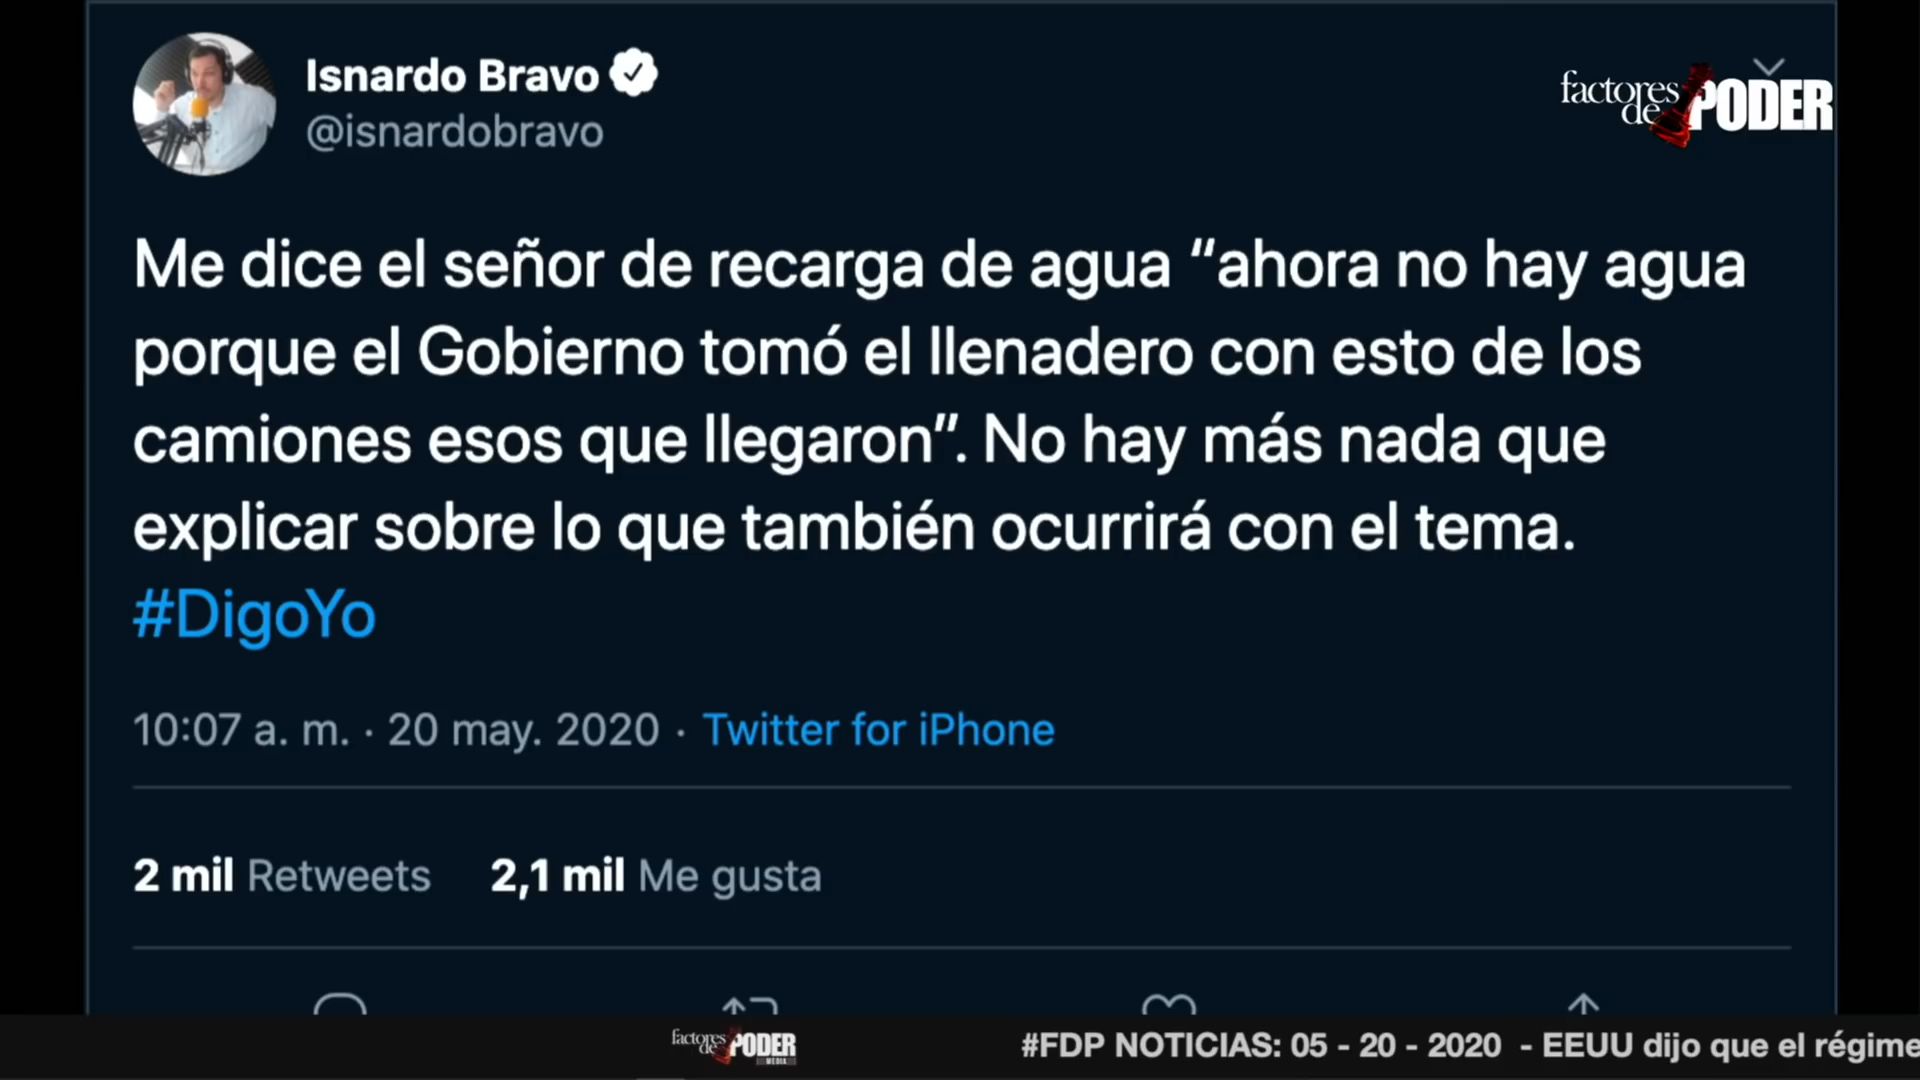 Isnardo Bravo
@isnardobravo
factores de PODER
Me dice el señor de recarga de agua “ahora no hay agua
porque el Gobierno tomó el llenadero con esto de los
camiones esos que llegaron”. No hay más nada que
explicar sobre lo que también ocurrirá con el tema.
#DigoYo
10:07 a. m. · 20 may. 2020 · Twitter for iPhone
2 mil Retweets 2,1 mil Me gusta
factores de PODER MEDIA
#FDP NOTICIAS: 05 - 20 - 2020 - EEUU dijo que el régime